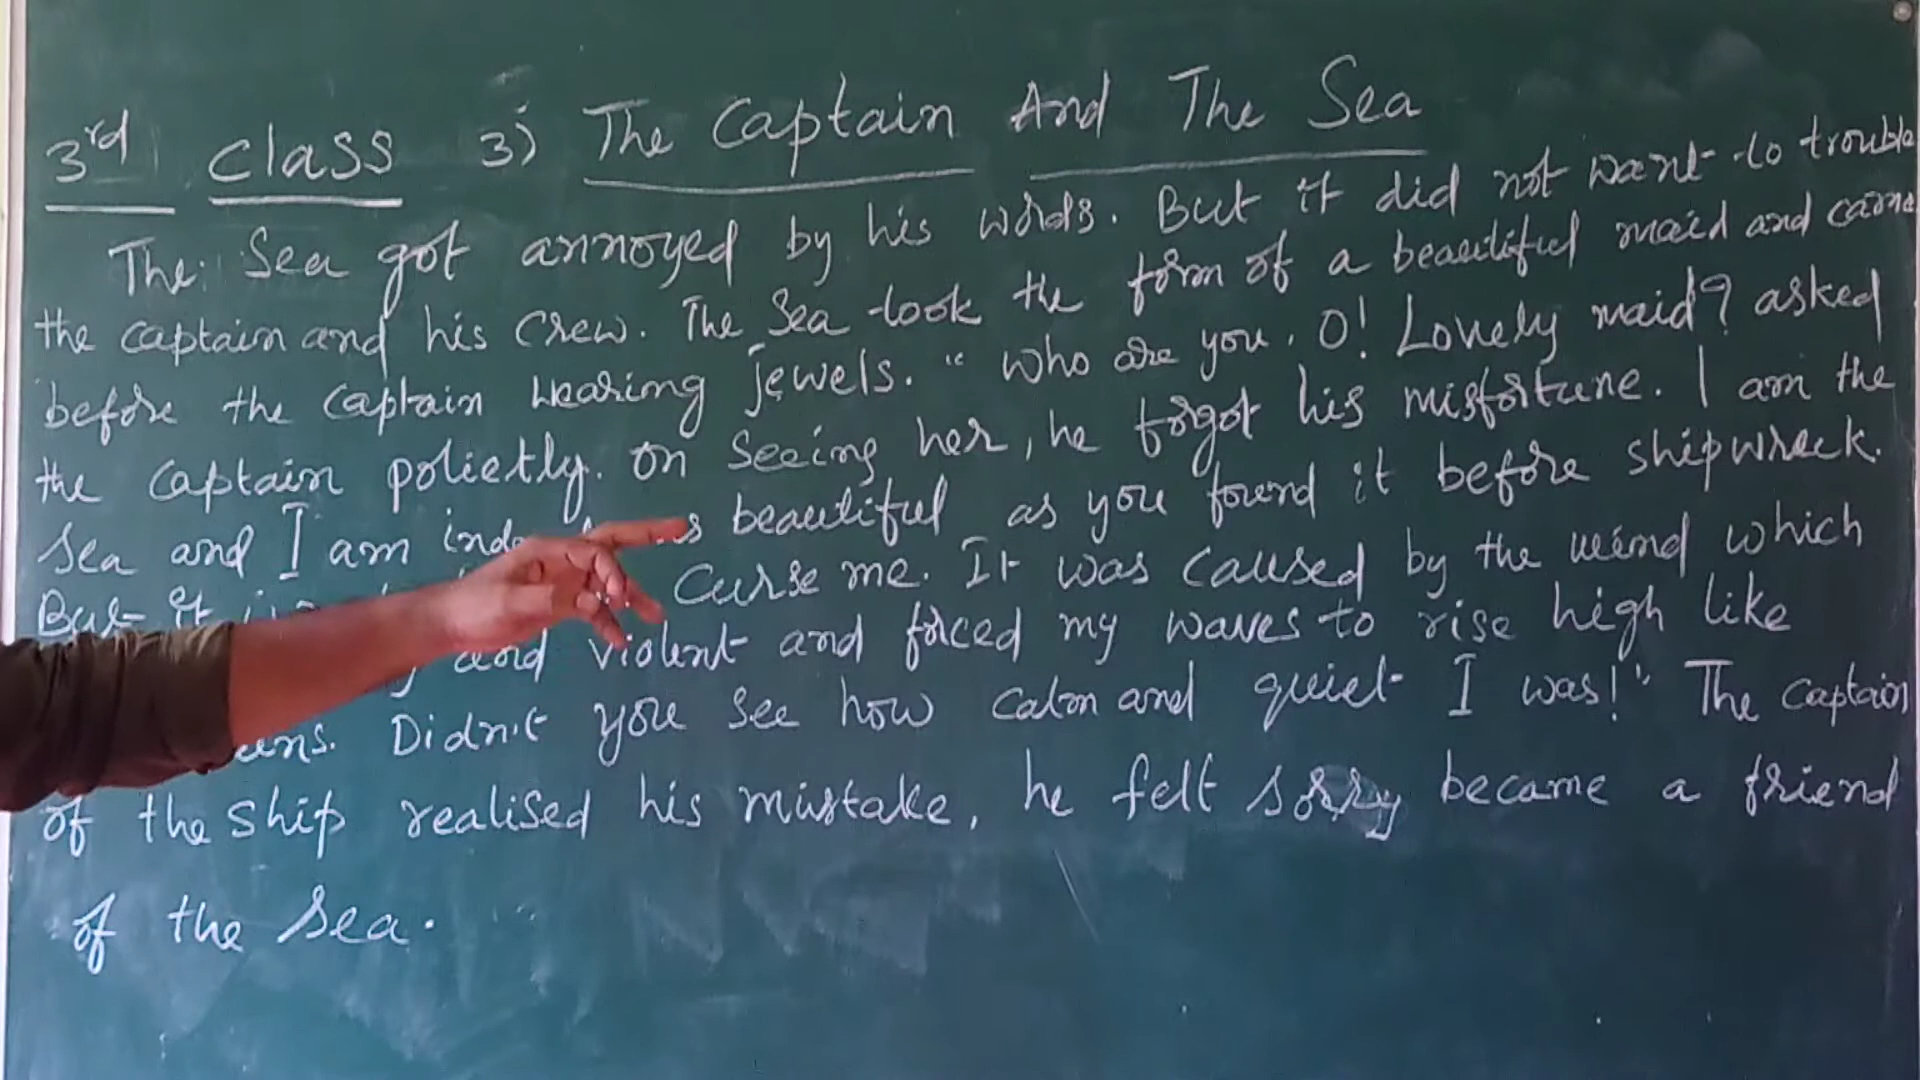 3rd Class 3) The Captain And The Sea
The Sea got annoyed by his words. But it did not want to trouble
the captain and his crew. The Sea took the form of a beautiful maid and came
before the captain wearing jewels. "Who are you, O! Lovely maid? asked
the captain polietly. On seeing her, he forgot his misfortune. I am the
Sea and I am as beautiful as you found it before shipwreck.
But it curse me. It was caused by the wind which
and violent and forced my waves to rise high like
Didn't you see how calm and quiet I was!" The captain
of the ship realised his mistake, he felt sorry became a friend
of the Sea.